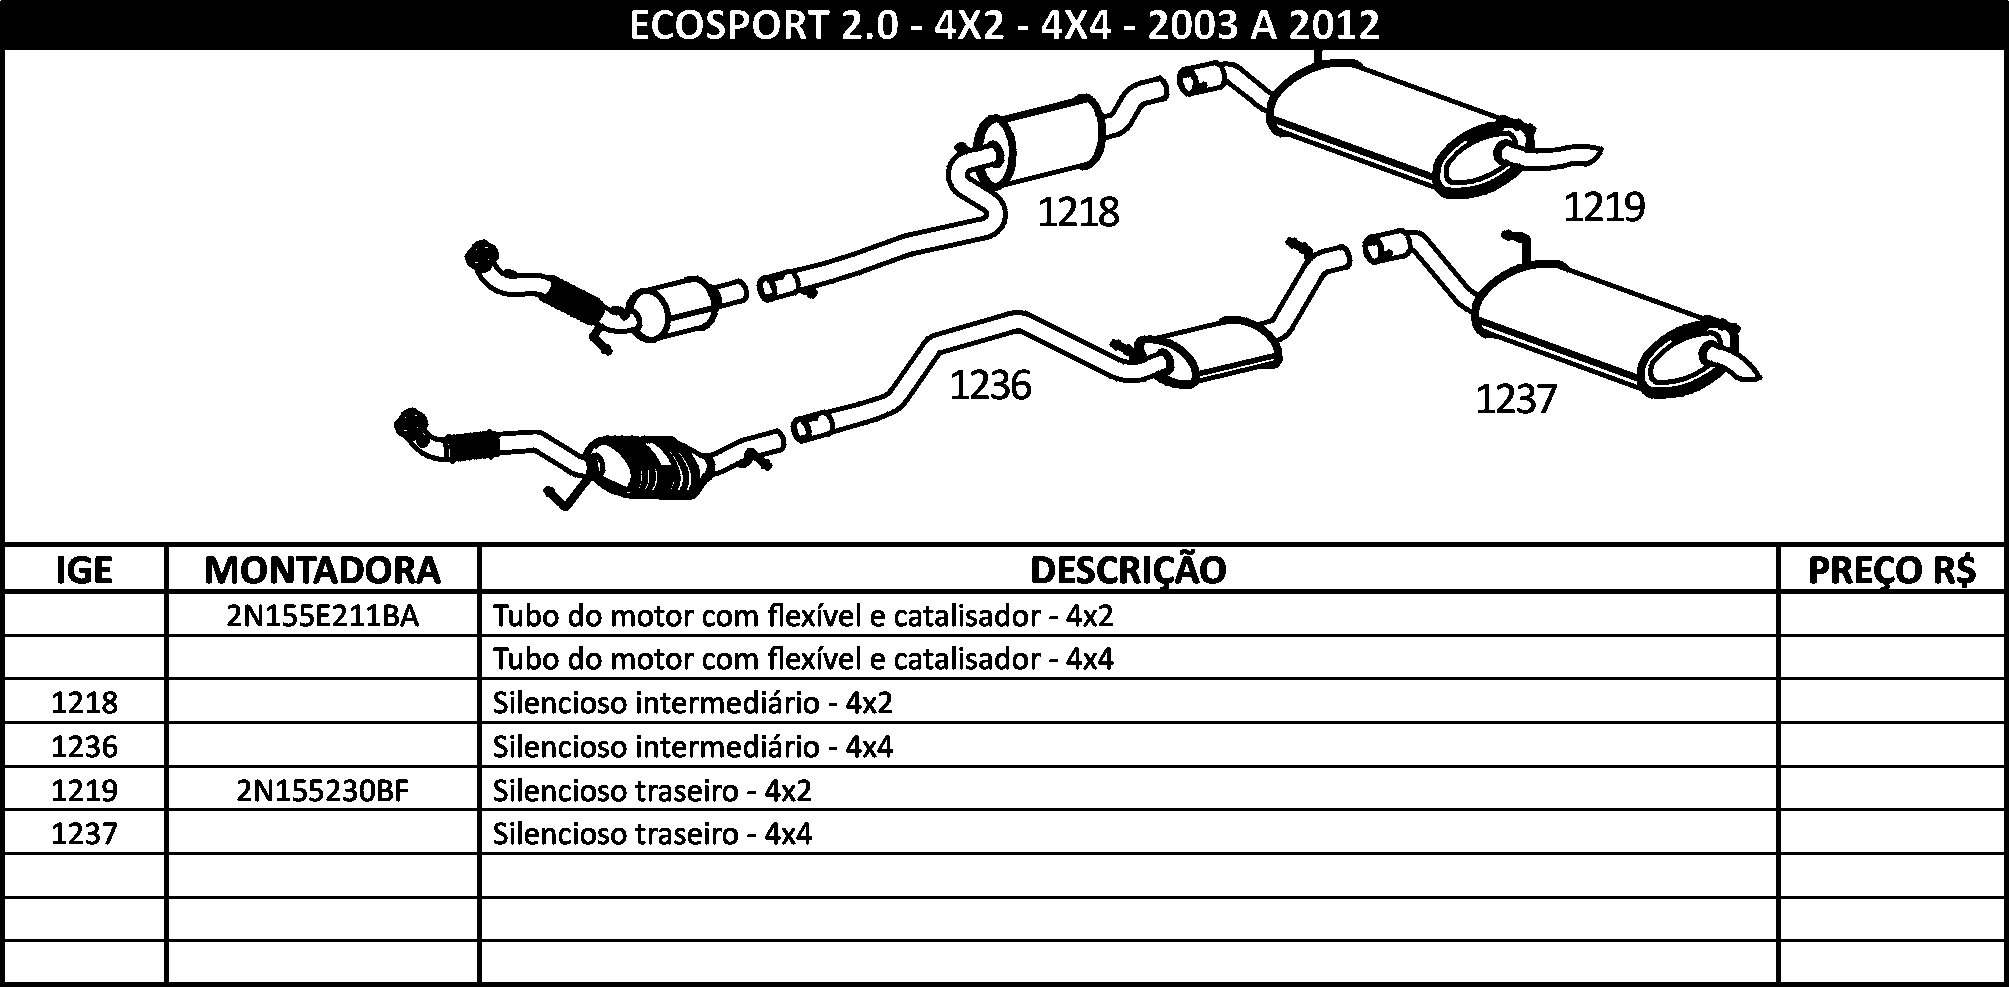 ECOSPORT 2.0 - 4X2 - 4X4 - 2003 A 2012
1218
1219
1236
1237
IGE MONTADORA DESCRIÇÃO PREÇO R$
2N155E211BA Tubo do motor com flexível e catalisador - 4x2
Tubo do motor com flexível e catalisador - 4x4
1218 Silencioso intermediário - 4x2
1236 Silencioso intermediário - 4x4
1219 2N155230BF Silencioso traseiro - 4x2
1237 Silencioso traseiro - 4x4